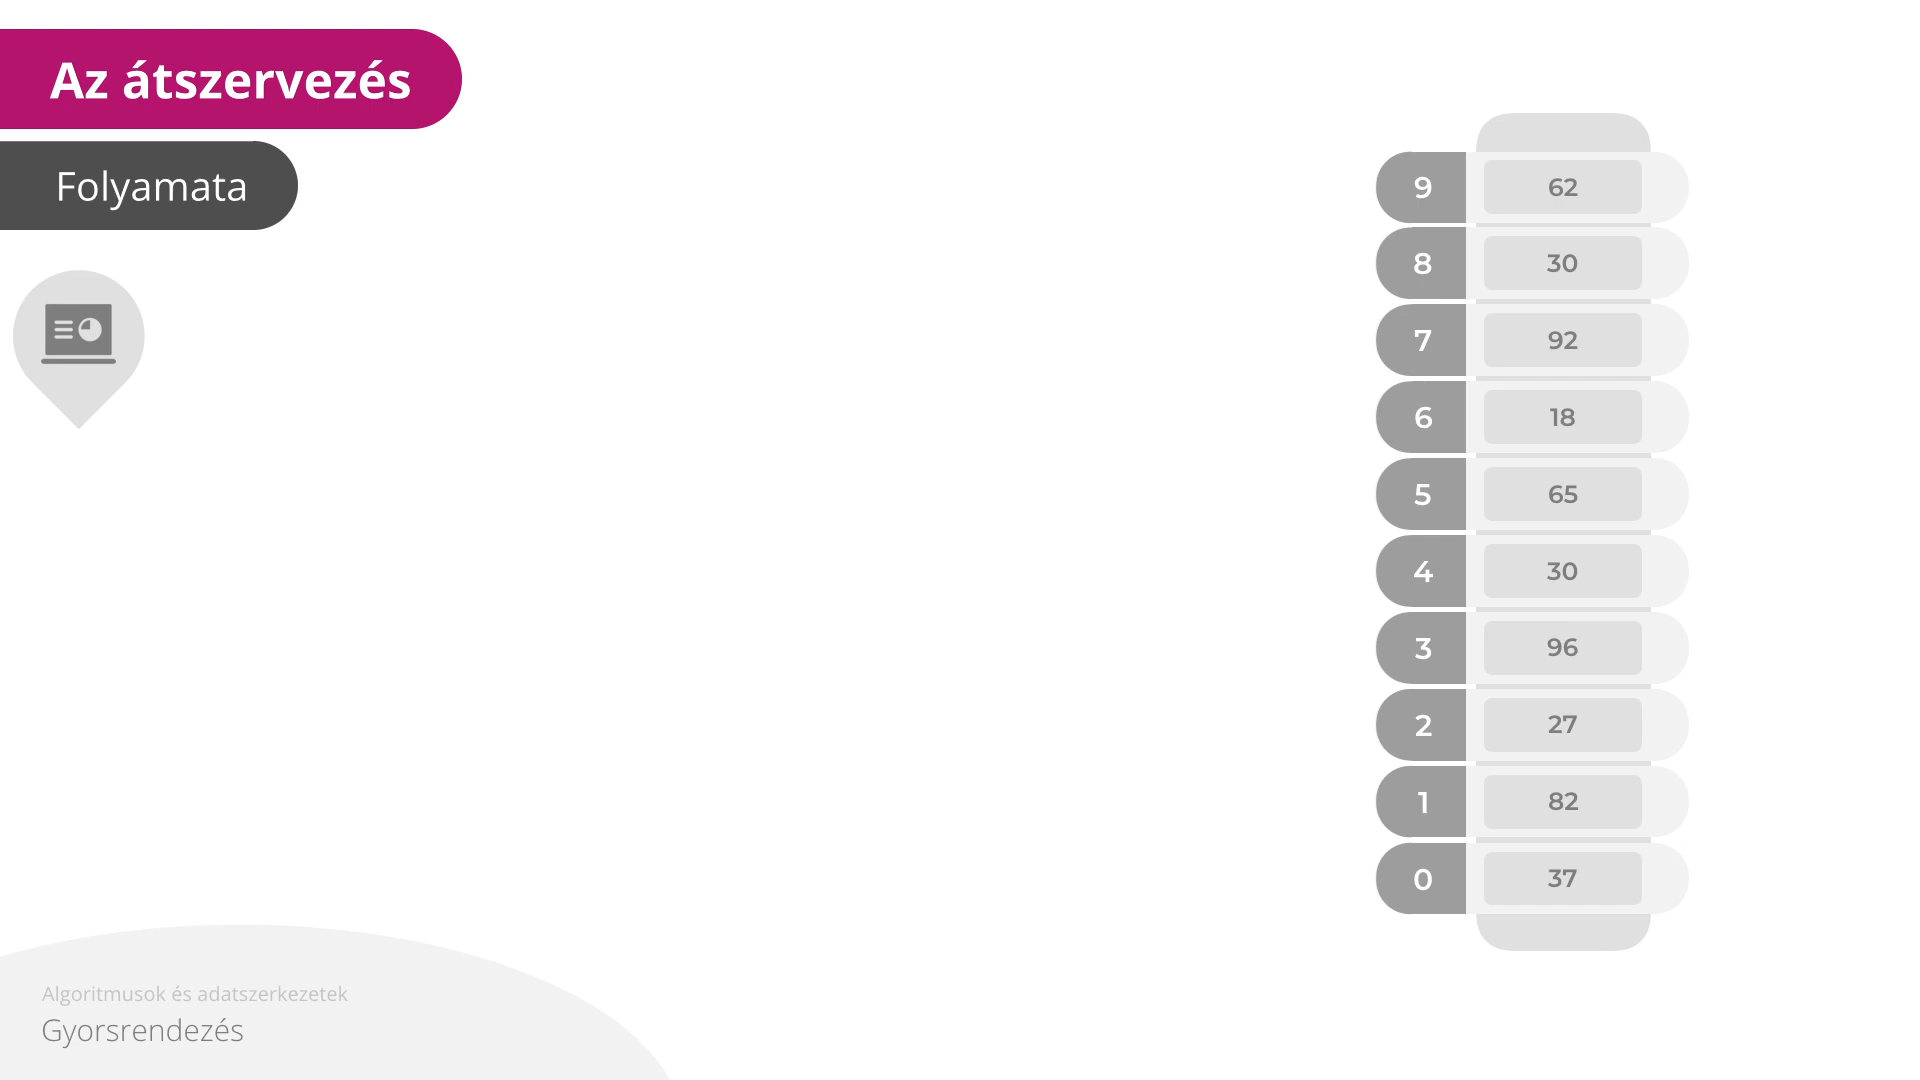 Az átszervezés
Folyamata
9 62
8 30
7 92
6 18
5 65
4 30
3 96
2 27
1 82
0 37
Algoritmusok és adatszerkezetek
Gyorsrendezés